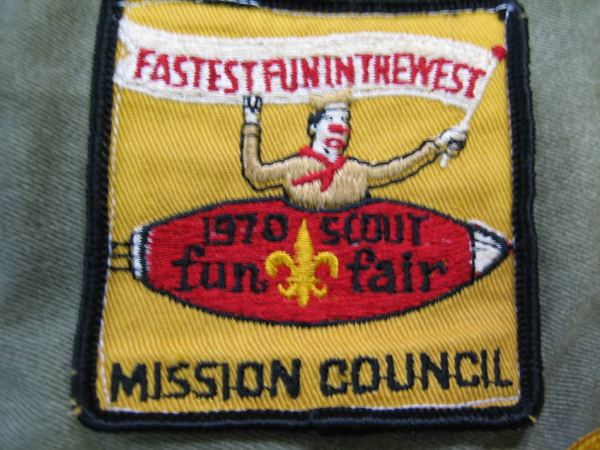 FASTEST FUN IN THE WEST
1970 SCOUT
fun fair
MISSION COUNCIL